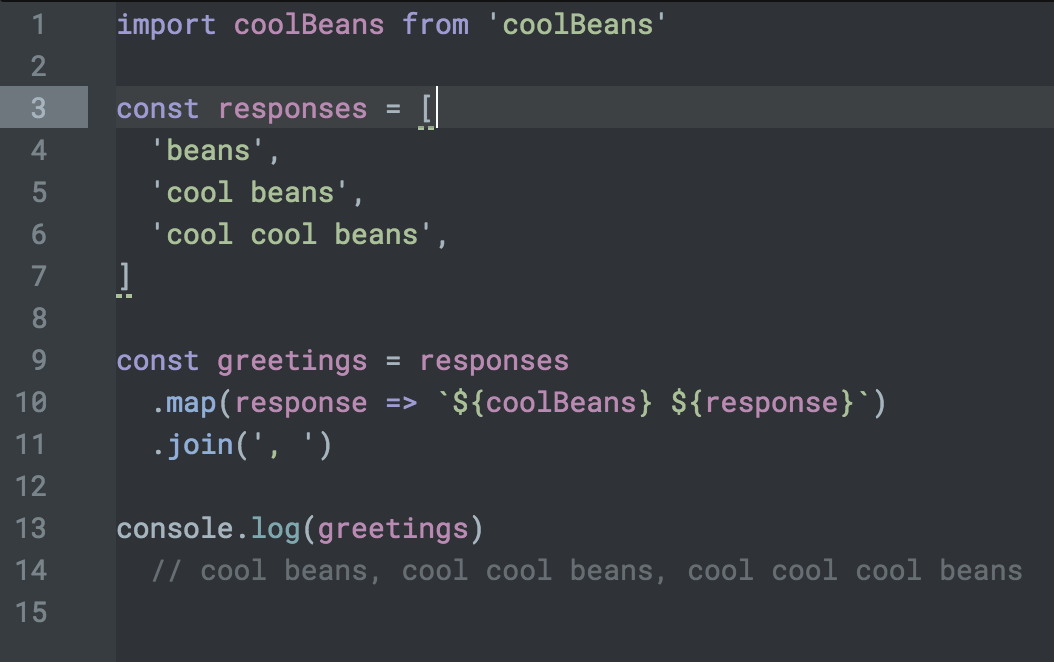 1 import coolBeans from 'coolBeans'
2
3 const responses = [
4   'beans',
5   'cool beans',
6   'cool cool beans',
7 ]
8
9 const greetings = responses
10   .map(response => `${coolBeans} ${response}`)
11   .join(', ')
12
13 console.log(greetings)
14   // cool beans, cool cool beans, cool cool cool beans
15